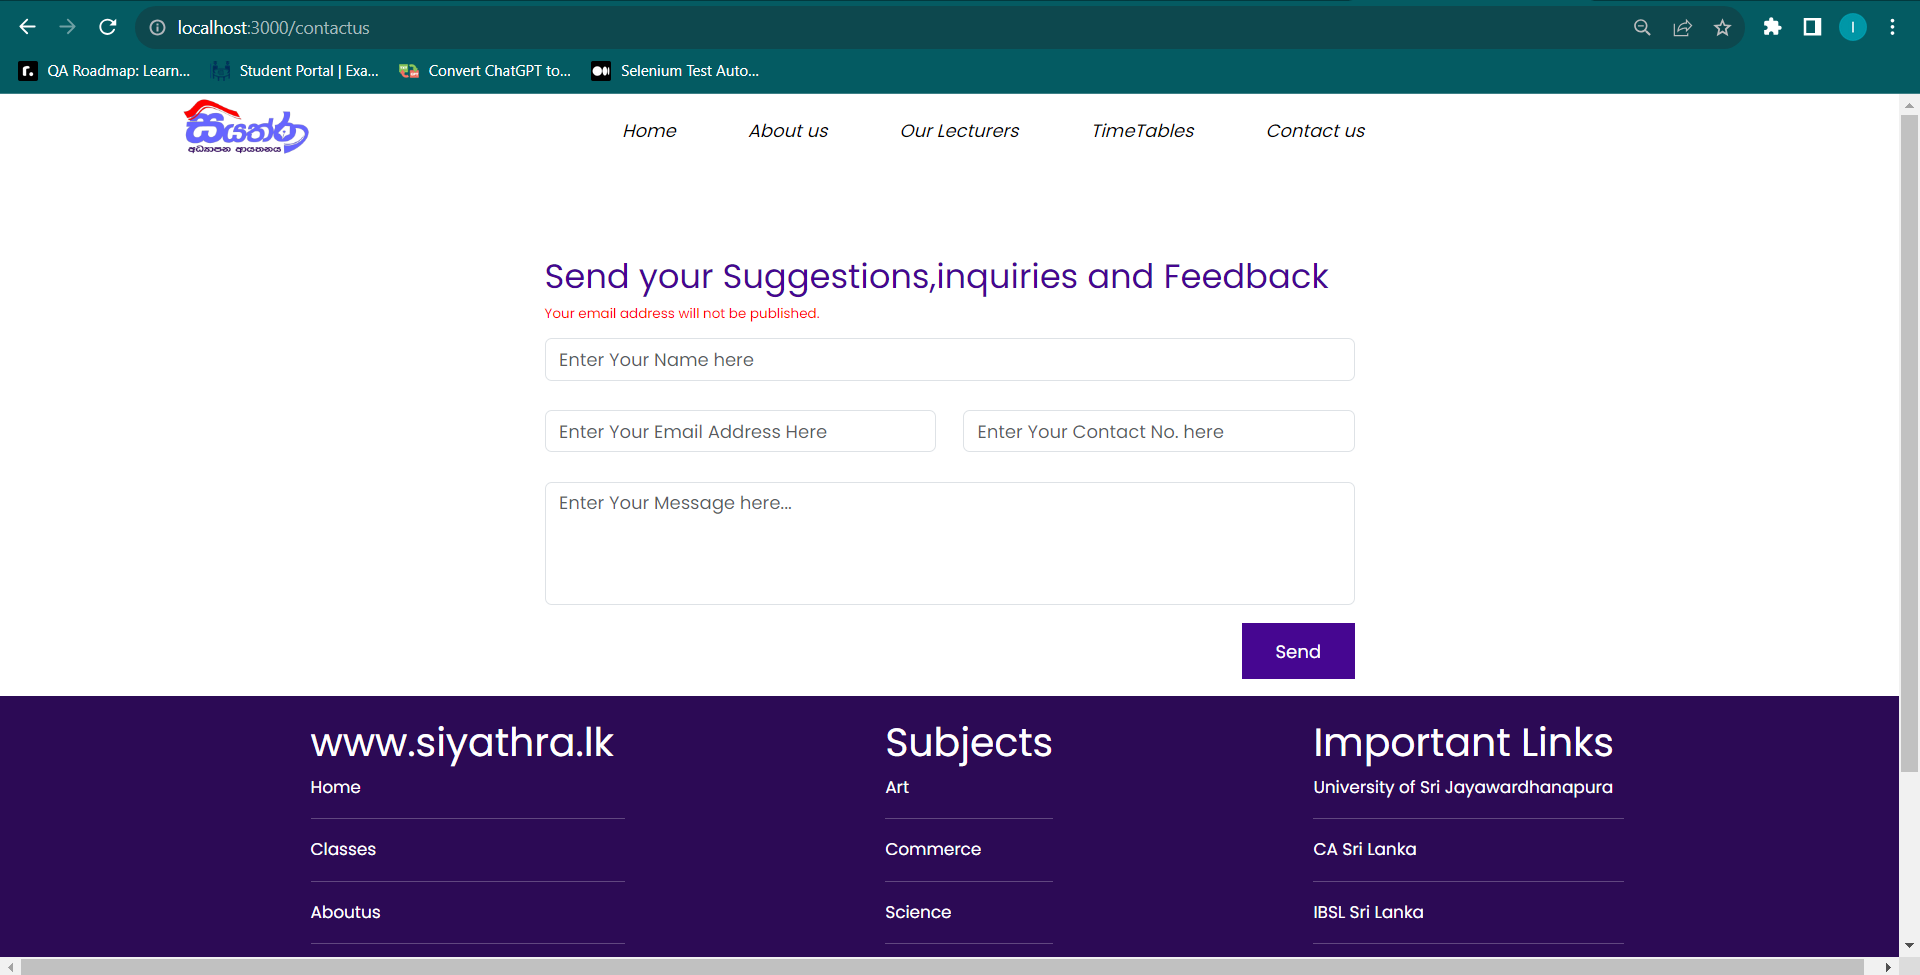 localhost:3000/contactus
I
QA Roadmap: Learn...
Student Portal | Exa...
Convert ChatGPT to...
Selenium Test Auto...
සියත්රා
අධ්‍යාපන ආයතනය
Home
About us
Our Lecturers
TimeTables
Contact us
Send your Suggestions,inquiries and Feedback
Your email address will not be published.
Enter Your Name here
Enter Your Email Address Here
Enter Your Contact No. here
Enter Your Message here...
Send
www.siyathra.lk
Home
Classes
Aboutus
Subjects
Art
Commerce
Science
Important Links
University of Sri Jayawardhanapura
CA Sri Lanka
IBSL Sri Lanka